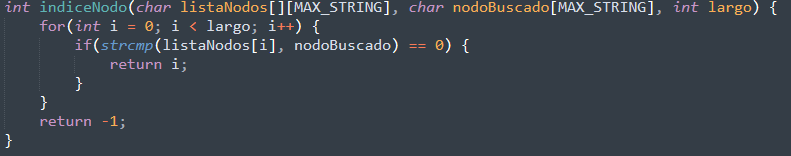 int indiceNodo(char listaNodos[][MAX_STRING], char nodoBuscado[MAX_STRING], int largo) {
    for(int i = 0; i < largo; i++) {
        if(strcmp(listaNodos[i], nodoBuscado) == 0) {
            return i;
        }
    }
    return -1;
}